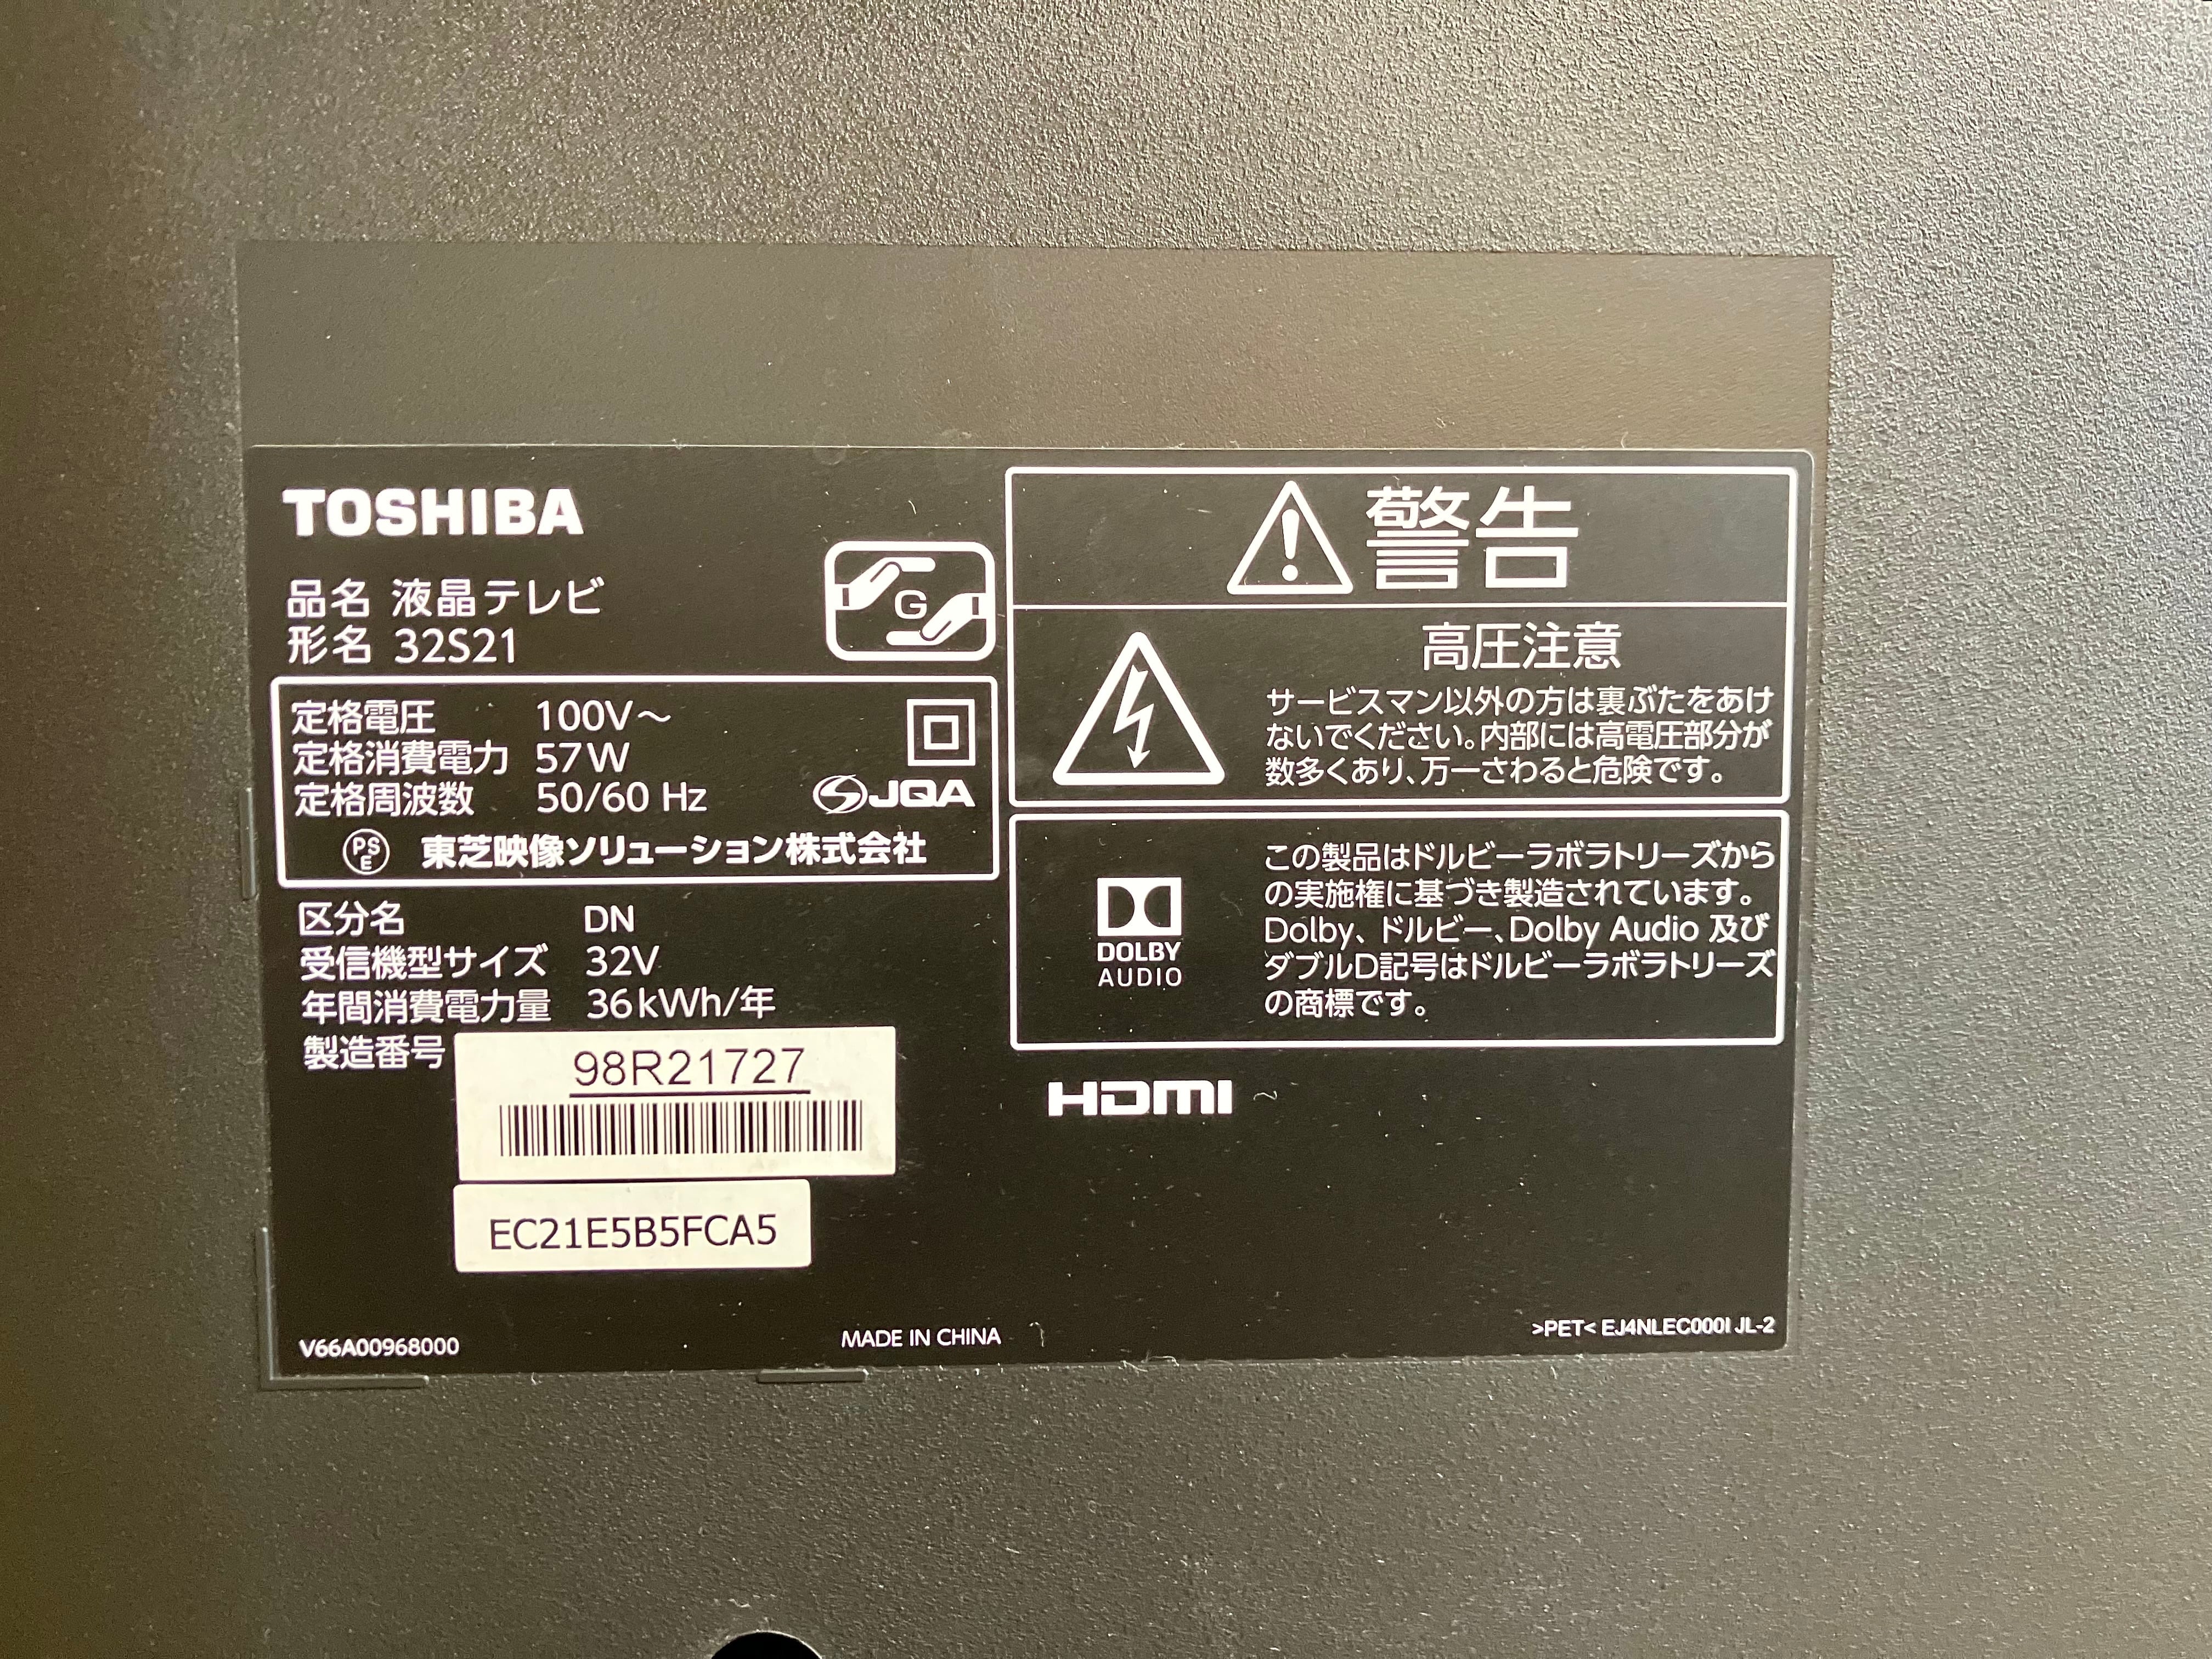 TOSHIBA
品名 液晶テレビ
形名 32S21
G
定格電圧 100V～
定格消費電力 57W
定格周波数 50/60 Hz
JQA
PSE 東芝映像ソリューション株式会社
区分名 DN
受信機型サイズ 32V
年間消費電力量 36kWh/年
製造番号 98R21727
EC21E5B5FCA5
V66A00968000
MADE IN CHINA
警告
高圧注意
サービスマン以外の方は裏ぶたをあけ
ないでください。内部には高電圧部分が
数多くあり、万一さわると危険です。
DOLBY
AUDIO
この製品はドルビーラボラトリーズから
の実施権に基づき製造されています。
Dolby、ドルビー、Dolby Audio 及び
ダブルD記号はドルビーラボラトリーズ
の商標です。
HDMI
>PET< EJ4NLEC000I JL-2